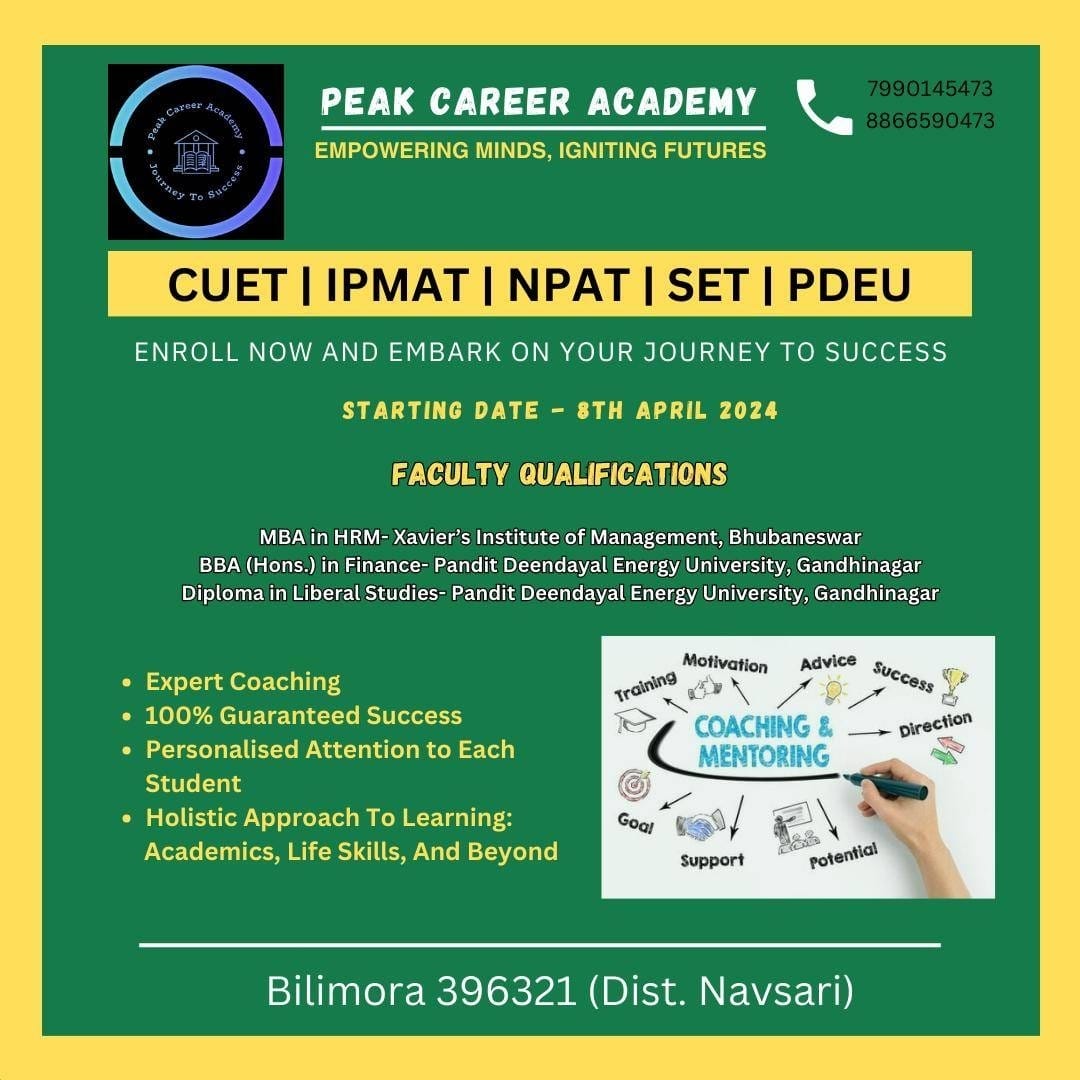 Peak Career Academy
Journey To Success
PEAK CAREER ACADEMY
EMPOWERING MINDS, IGNITING FUTURES
7990145473
8866590473
CUET | IPMAT | NPAT | SET | PDEU
ENROLL NOW AND EMBARK ON YOUR JOURNEY TO SUCCESS
STARTING DATE - 8TH APRIL 2024
FACULTY QUALIFICATIONS
MBA in HRM- Xavier’s Institute of Management, Bhubaneswar
BBA (Hons.) in Finance- Pandit Deendayal Energy University, Gandhinagar
Diploma in Liberal Studies- Pandit Deendayal Energy University, Gandhinagar
• Expert Coaching
• 100% Guaranteed Success
• Personalised Attention to Each
Student
• Holistic Approach To Learning:
Academics, Life Skills, And Beyond
Training
Motivation
Advice
Success
Direction
COACHING &
MENTORING
Goal
Support
Potential
Bilimora 396321 (Dist. Navsari)